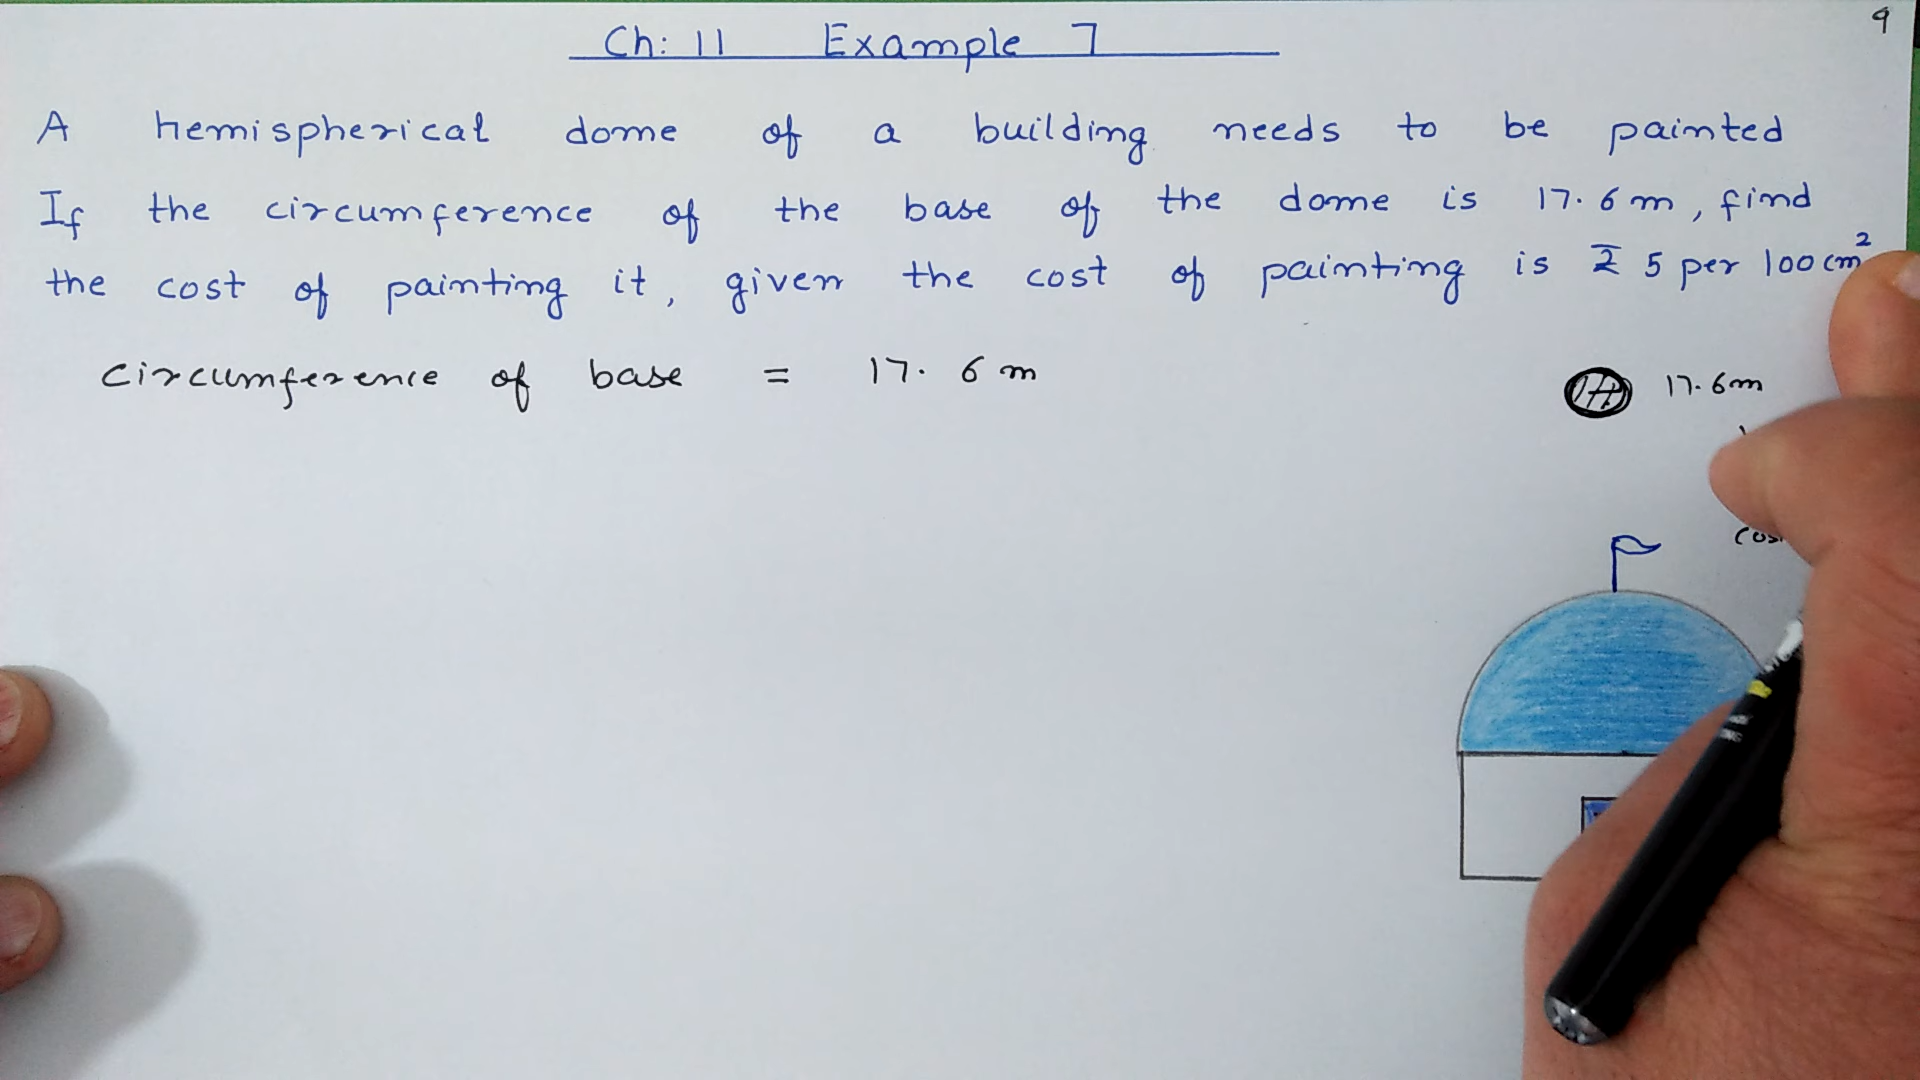 9
Ch: 11 Example 7
A hemispherical dome of a building needs to be painted
If the circumference of the base of the dome is 17.6 m, find
the cost of painting it, given the cost of painting is ₹ 5 per 100 cm²
circumference of base = 17.6 m
17.6m